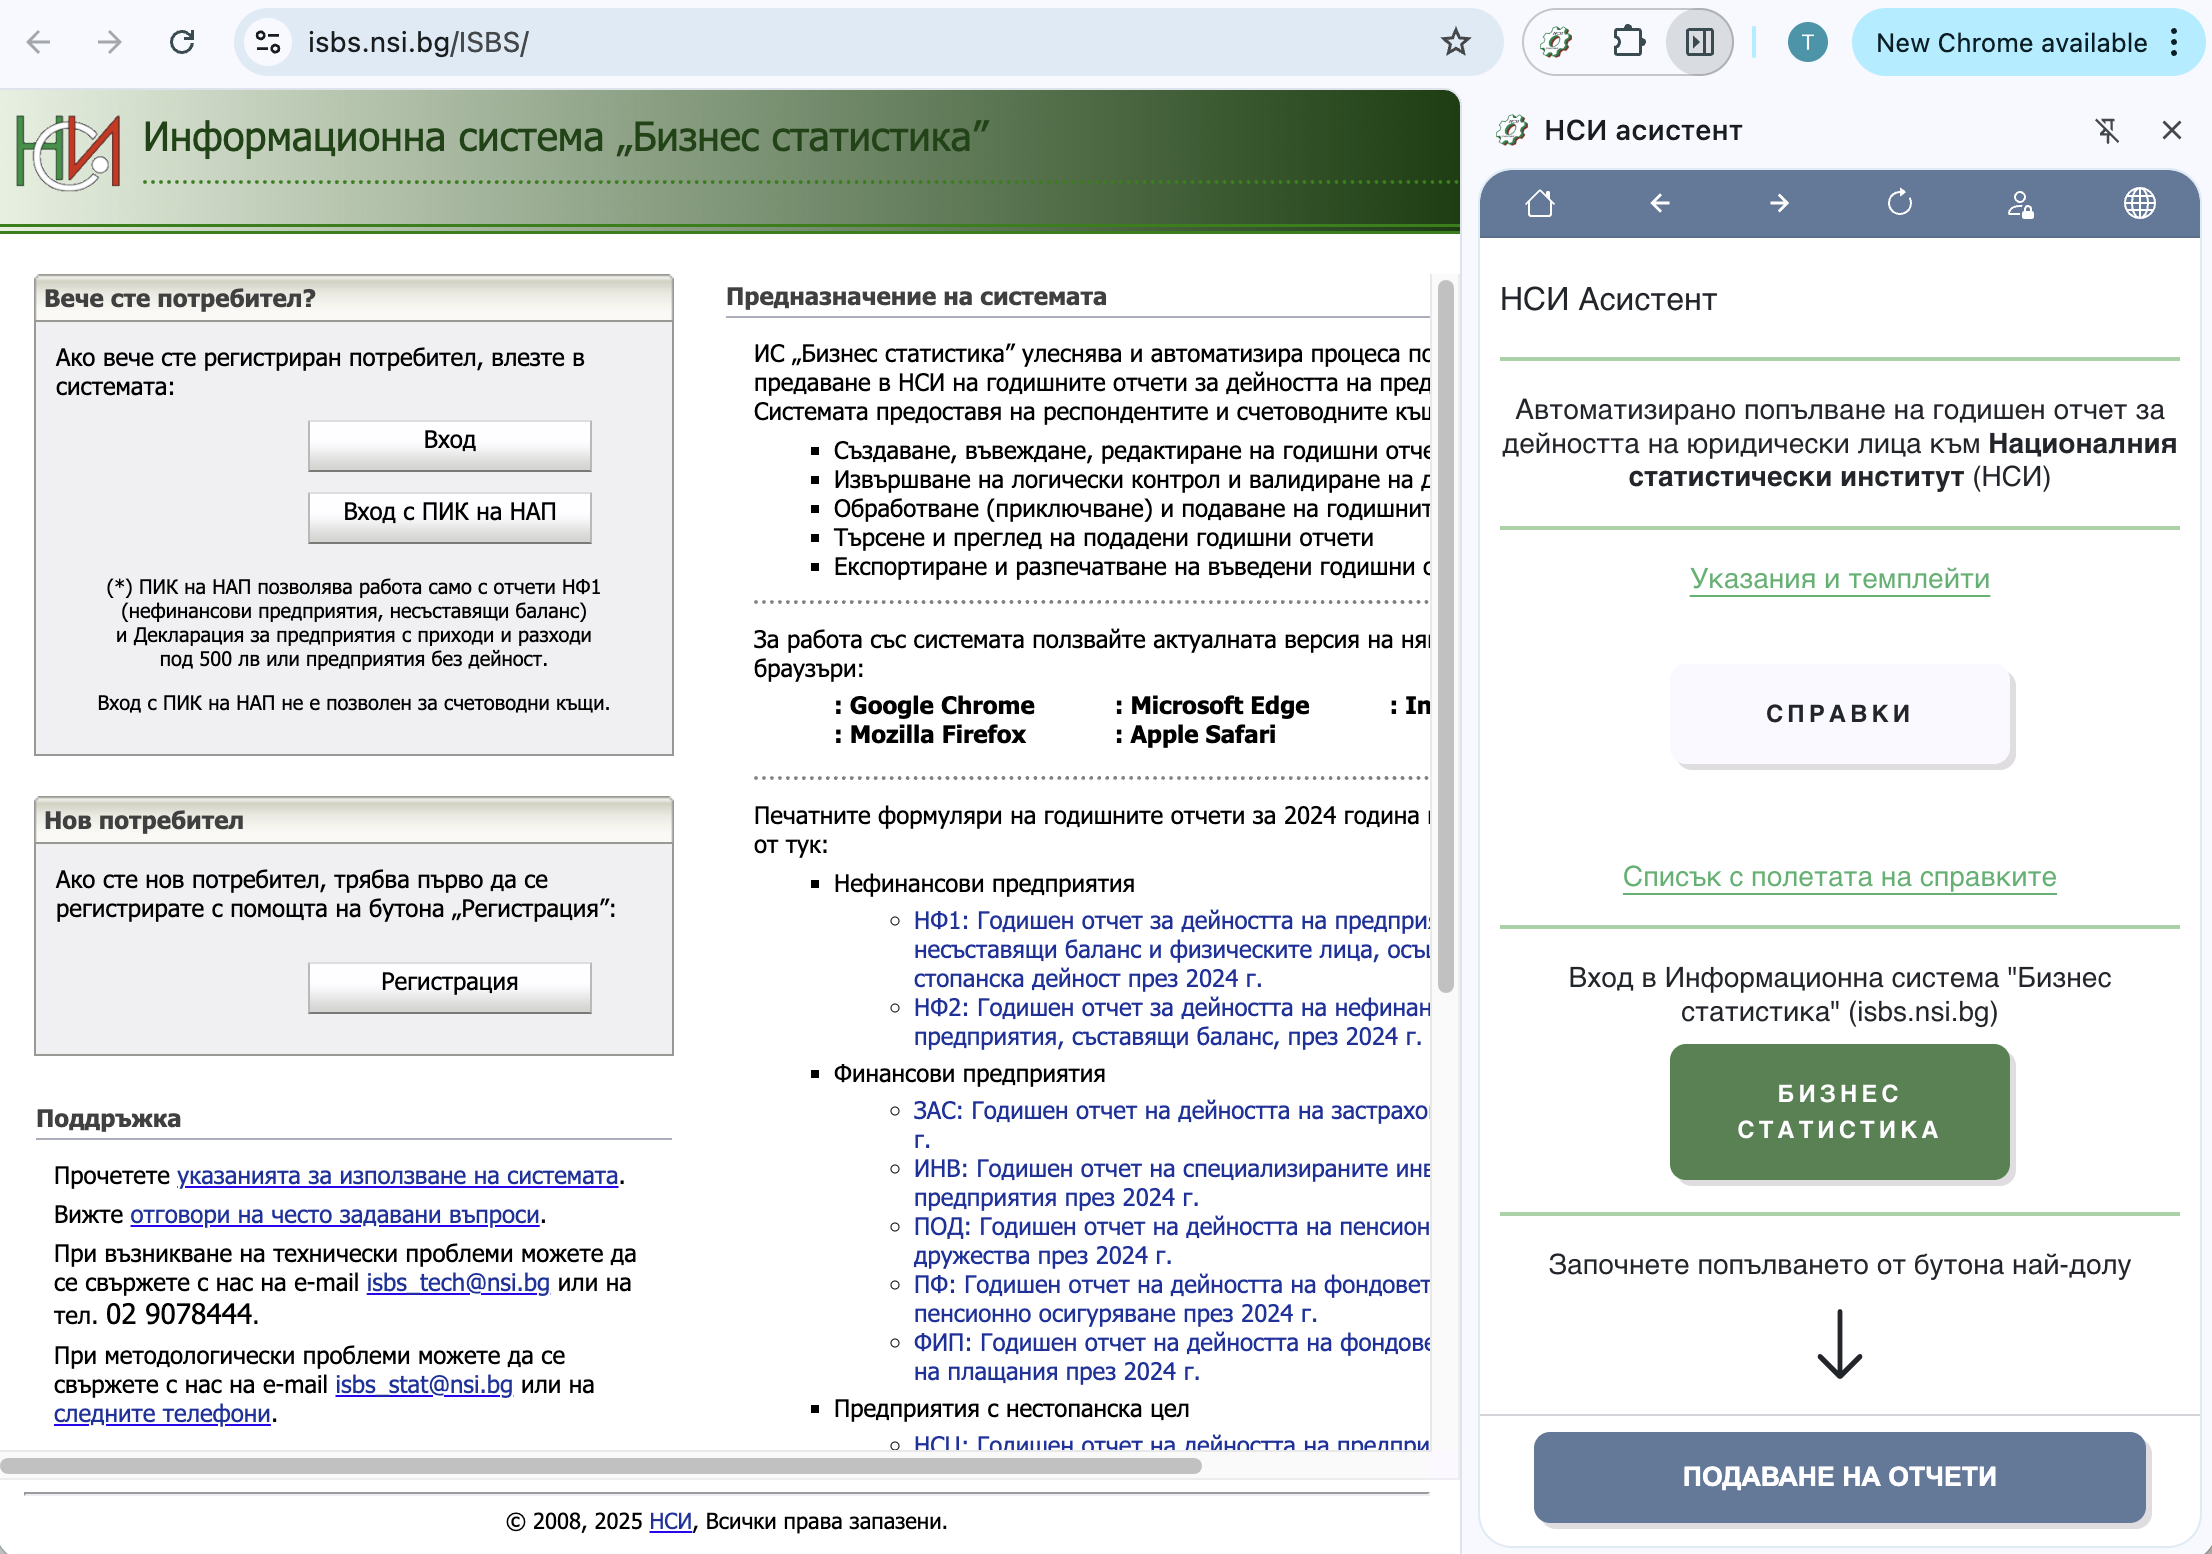 isbs.nsi.bg/ISBS/
T
New Chrome available
НСИ
Информационна система „Бизнес статистика”
Вече сте потребител?
Ако вече сте регистриран потребител, влезте в
системата:
Вход
Вход с ПИК на НАП
(*) ПИК на НАП позволява работа само с отчети НФ1
(нефинансови предприятия, несъставящи баланс)
и Декларация за предприятия с приходи и разходи
под 500 лв или предприятия без дейност.
Вход с ПИК на НАП не е позволен за счетоводни къщи.
Нов потребител
Ако сте нов потребител, трябва първо да се
регистрирате с помощта на бутона „Регистрация”:
Регистрация
Поддръжка
Прочетете указанията за използване на системата.
Вижте отговори на често задавани въпроси.
При възникване на технически проблеми можете да
се свържете с нас на e-mail isbs_tech@nsi.bg или на
тел. 02 9078444.
При методологически проблеми можете да се
свържете с нас на e-mail isbs_stat@nsi.bg или на
следните телефони.
Предназначение на системата
ИС „Бизнес статистика” улеснява и автоматизира процеса
предаване в НСИ на годишните отчети за дейността на
Системата предоставя на респондентите и счетоводните
Създаване, въвеждане, редактиране на годишни
Извършване на логически контрол и валидиране на
Обработване (приключване) и подаване на
Търсене и преглед на подадени годишни отчети
Експортиране и разпечатване на въведени годишни
За работа със системата ползвайте актуалната версия на
браузъри:
: Google Chrome : Microsoft Edge :
: Mozilla Firefox : Apple Safari
Печатните формуляри на годишните отчети за 2024 година
от тук:
Нефинансови предприятия
НФ1: Годишен отчет за дейността на
несъставящи баланс и физическите лица,
стопанска дейност през 2024 г.
НФ2: Годишен отчет за дейността на
предприятия, съставящи баланс, през 2024 г.
Финансови предприятия
ЗАС: Годишен отчет на дейността на
г.
ИНВ: Годишен отчет на специализираните
предприятия през 2024 г.
ПОД: Годишен отчет на дейността на
дружества през 2024 г.
ПФ: Годишен отчет на дейността на
пенсионно осигуряване през 2024 г.
ФИП: Годишен отчет на дейността на
на плащания през 2024 г.
Предприятия с нестопанска цел
НСЦ: Годишен отчет на дейността на
© 2008, 2025 НСИ, Всички права запазени.
НСИ асистент
НСИ Асистент
Автоматизирано попълване на годишен отчет за
дейността на юридически лица към Националния
статистически институт (НСИ)
Указания и темплейти
СПРАВКИ
Списък с полетата на справките
Вход в Информационна система "Бизнес
статистика" (isbs.nsi.bg)
БИЗНЕС
СТАТИСТИКА
Започнете попълването от бутона най-долу
ПОДАВАНЕ НА ОТЧЕТИ